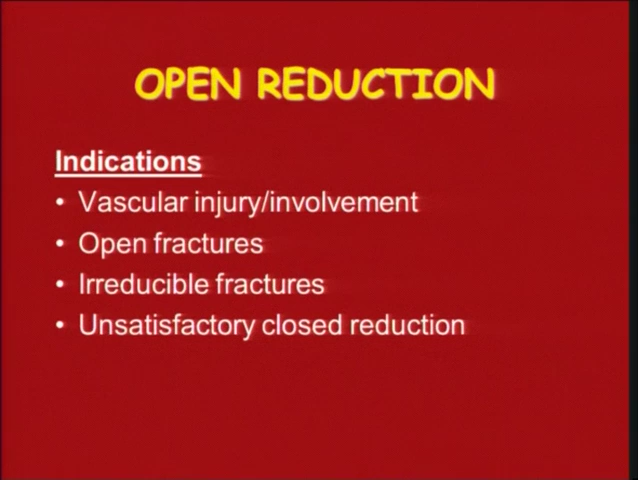 OPEN REDUCTION
Indications
• Vascular injury/involvement
• Open fractures
• Irreducible fractures
• Unsatisfactory closed reduction